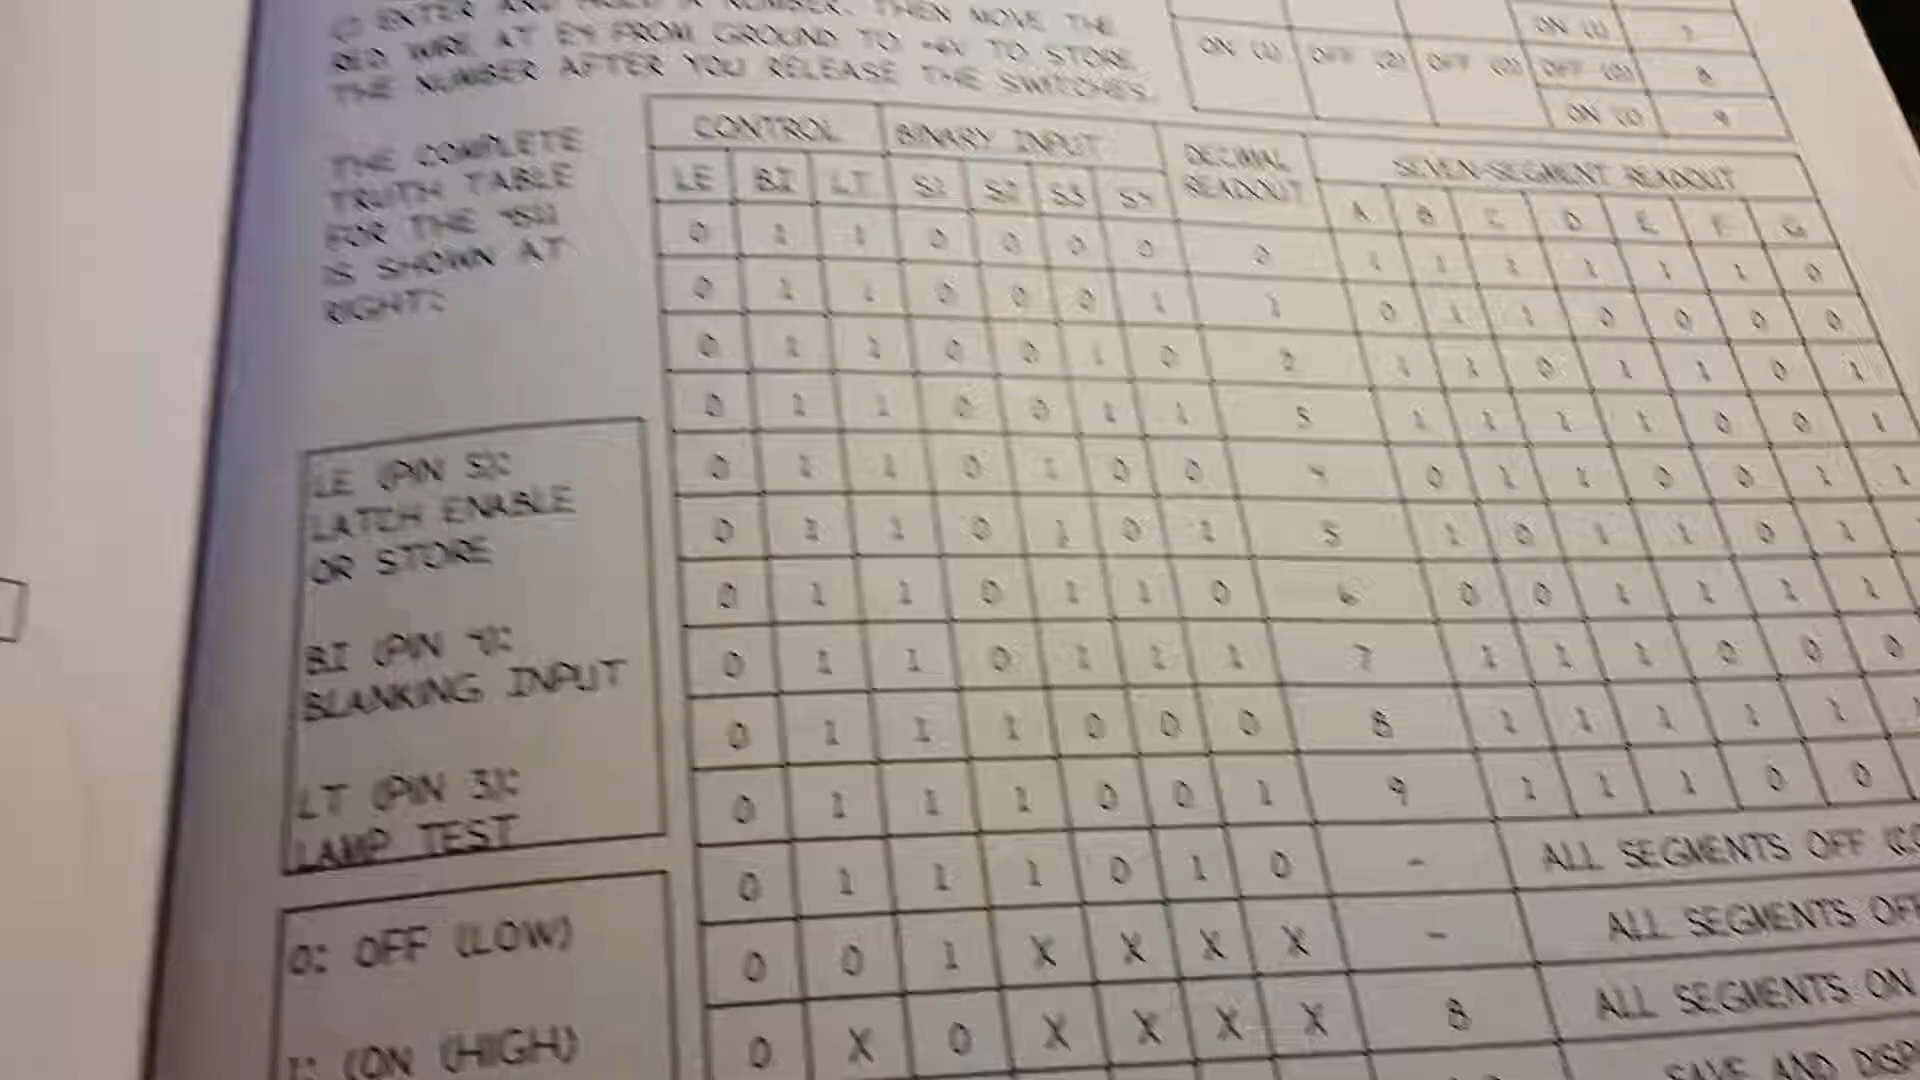 ENTER AND HOLD A NUMBER. THEN MOVE THE
RED WIRE AT E9 FROM GROUND TO +6V TO STORE
THE NUMBER AFTER YOU RELEASE THE SWITCHES.
ON (1)
ON (1) OFF (0) OFF (0) OFF (0) 8
ON (1) 9
THE COMPLETE
TRUTH TABLE
FOR THE
IS SHOWN AT
RIGHT:
CONTROL BINARY INPUT DECIMAL READOUT SEVEN-SEGMENT READOUT
LE BI LT S1 S2 S3 S4 A B C D E F G
0 1 1 0 0 0 0 0 1 1 1 1 1 1 0
0 1 1 0 0 0 1 1 0 1 1 0 0 0 0
0 1 1 0 0 1 0 2 1 1 0 1 1 0 1
0 1 1 0 0 1 1 3 1 1 1 1 0 0 1
0 1 1 0 1 0 0 4 0 1 1 0 0 1 1
0 1 1 0 1 0 1 5 1 0 1 1 0 1
0 1 1 0 1 1 0 6 0 0 1 1 1 1
0 1 1 0 1 1 1 7 1 1 1 0 0 0
0 1 1 1 0 0 0 8 1 1 1 1 1 1
0 1 1 1 0 0 1 9 1 1 1 0 0
0 1 1 1 0 1 0 - ALL SEGMENTS OFF
0 0 1 X X X X - ALL SEGMENTS OFF
0 X 0 X X X X 8 ALL SEGMENTS ON
SAVE AND
LE (PIN 5):
LATCH ENABLE
OR STORE
BI (PIN 4):
BLANKING INPUT
LT (PIN 3):
LAMP TEST
0: OFF (LOW)
1: (ON (HIGH)